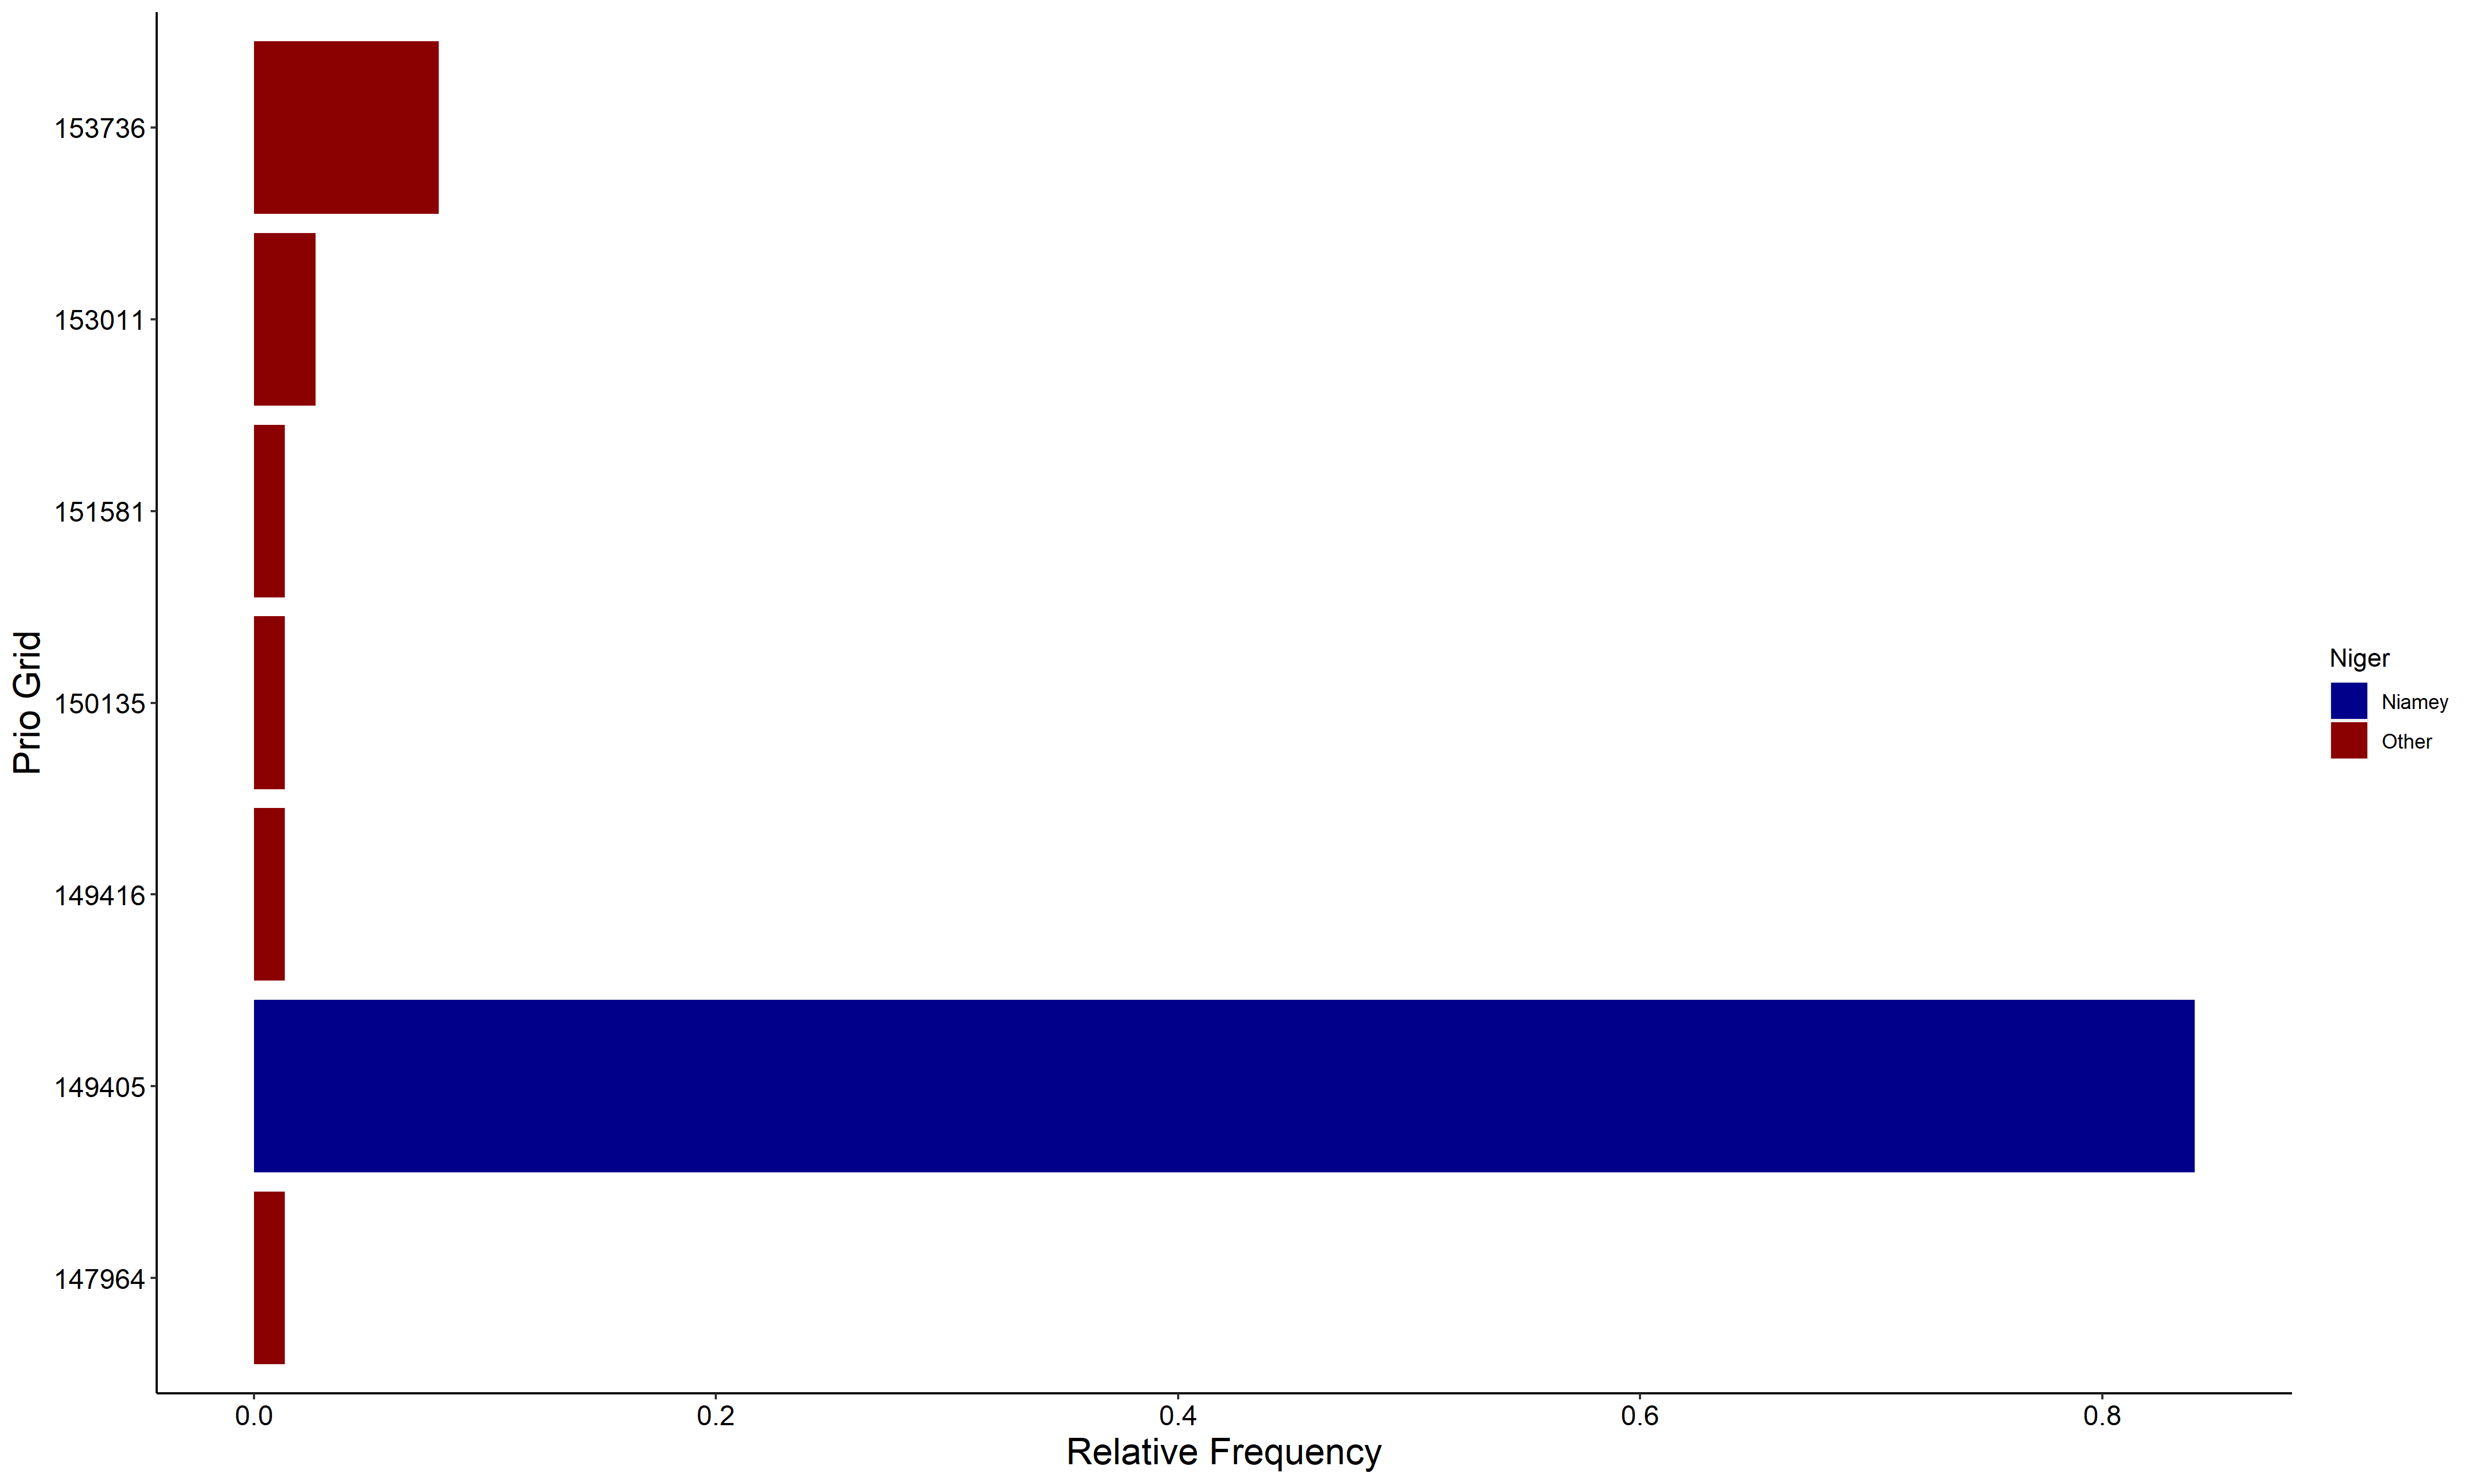 153736
153011
151581
150135
149416
149405
147964
Prio Grid
0.0 0.2 0.4 0.6 0.8
Relative Frequency
Niger
Niamey
Other